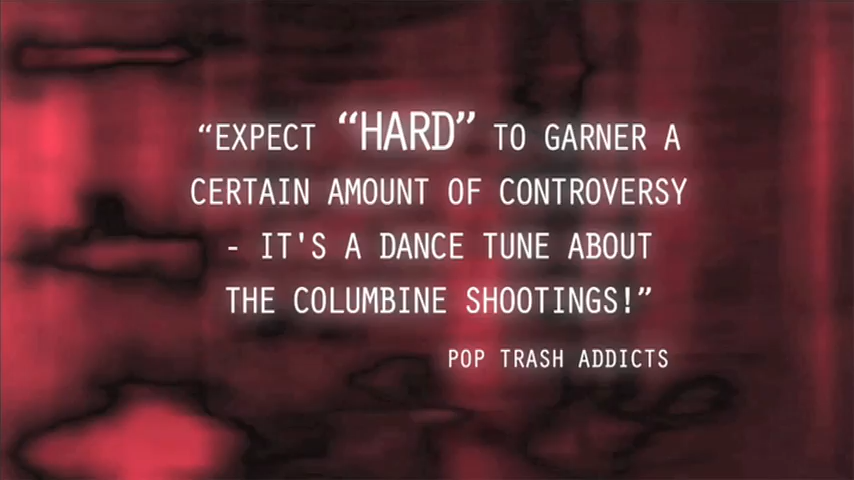 “EXPECT “HARD” TO GARNER A
CERTAIN AMOUNT OF CONTROVERSY
- IT'S A DANCE TUNE ABOUT
THE COLUMBINE SHOOTINGS!”
POP TRASH ADDICTS